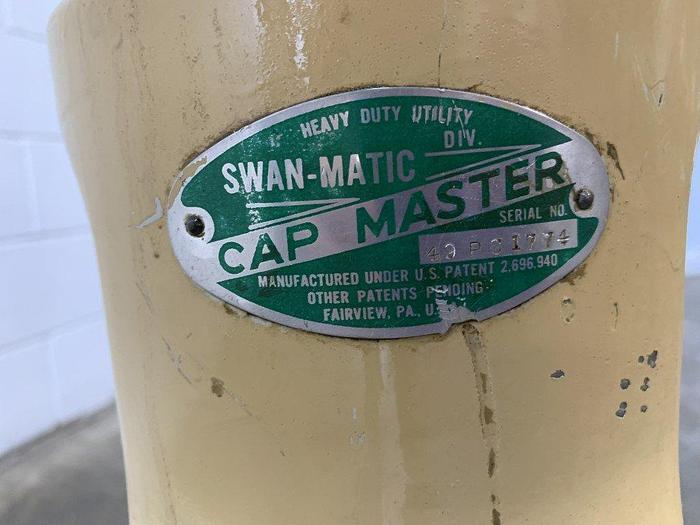 HEAVY DUTY UTILITY
DIV.
SWAN-MATIC
CAP MASTER
SERIAL NO.
MANUFACTURED UNDER U.S. PATENT 2,696,940
OTHER PATENTS PENDING
FAIRVIEW, PA., U.